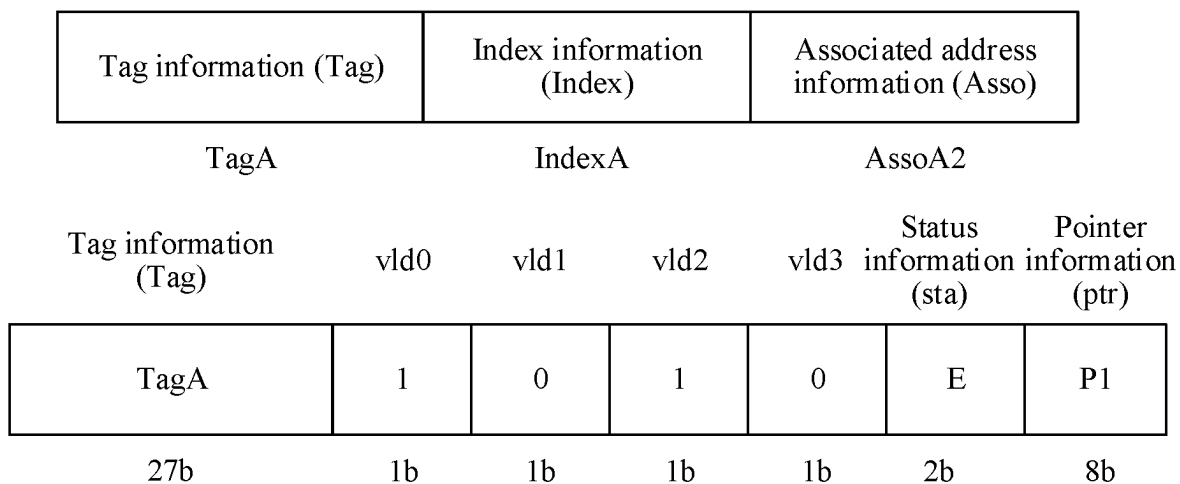 Tag information (Tag)
Index information
(Index)
Associated address
information (Asso)
TagA
IndexA
AssoA2
Tag information
(Tag)
vld0
vld1
vld2
vld3
Status
information
(sta)
Pointer
information
(ptr)
TagA
1
0
1
0
E
P1
27b
1b
1b
1b
1b
2b
8b